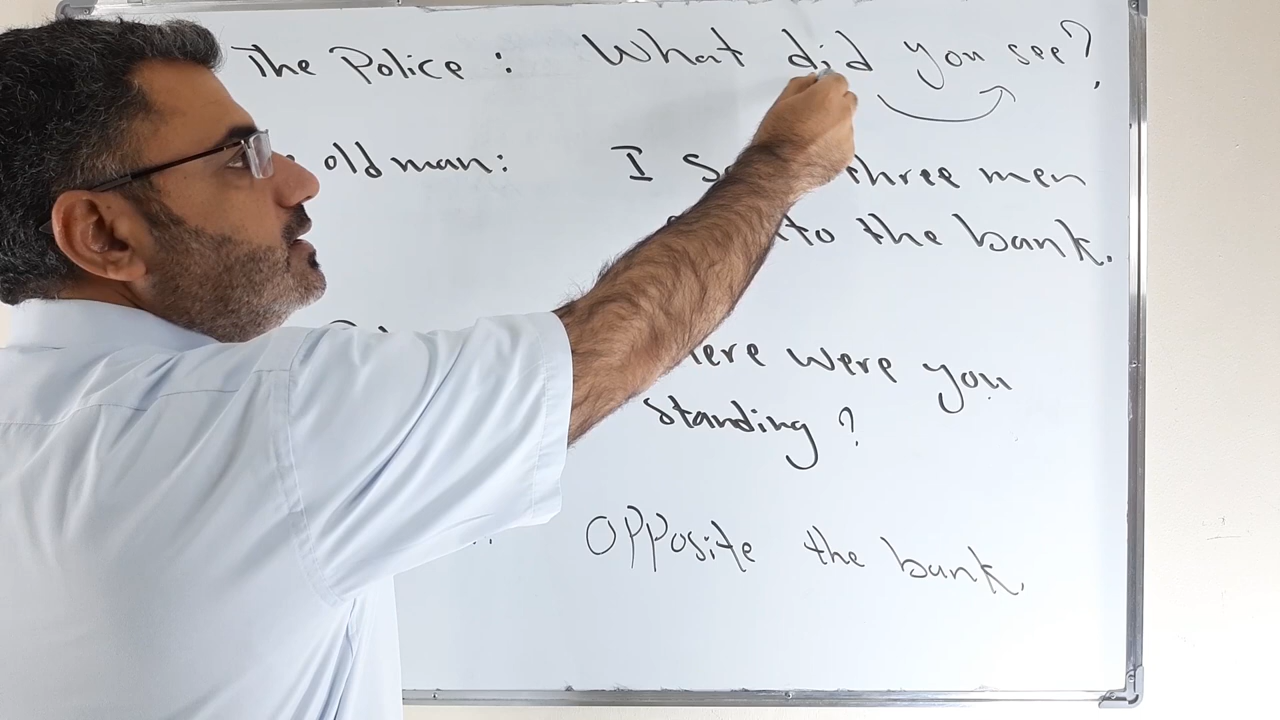 The Police : What did you see?
old man: I three men
to the bank.
were you
standing ?
Opposite the bank.